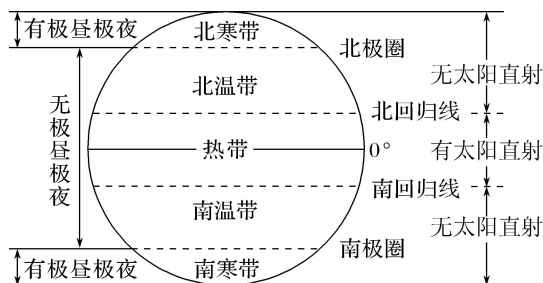 有极昼极夜
北寒带
北极圈
北温带
无太阳直射
北回归线
无极昼极夜
热带
0°
有太阳直射
南回归线
南温带
无太阳直射
南极圈
有极昼极夜
南寒带